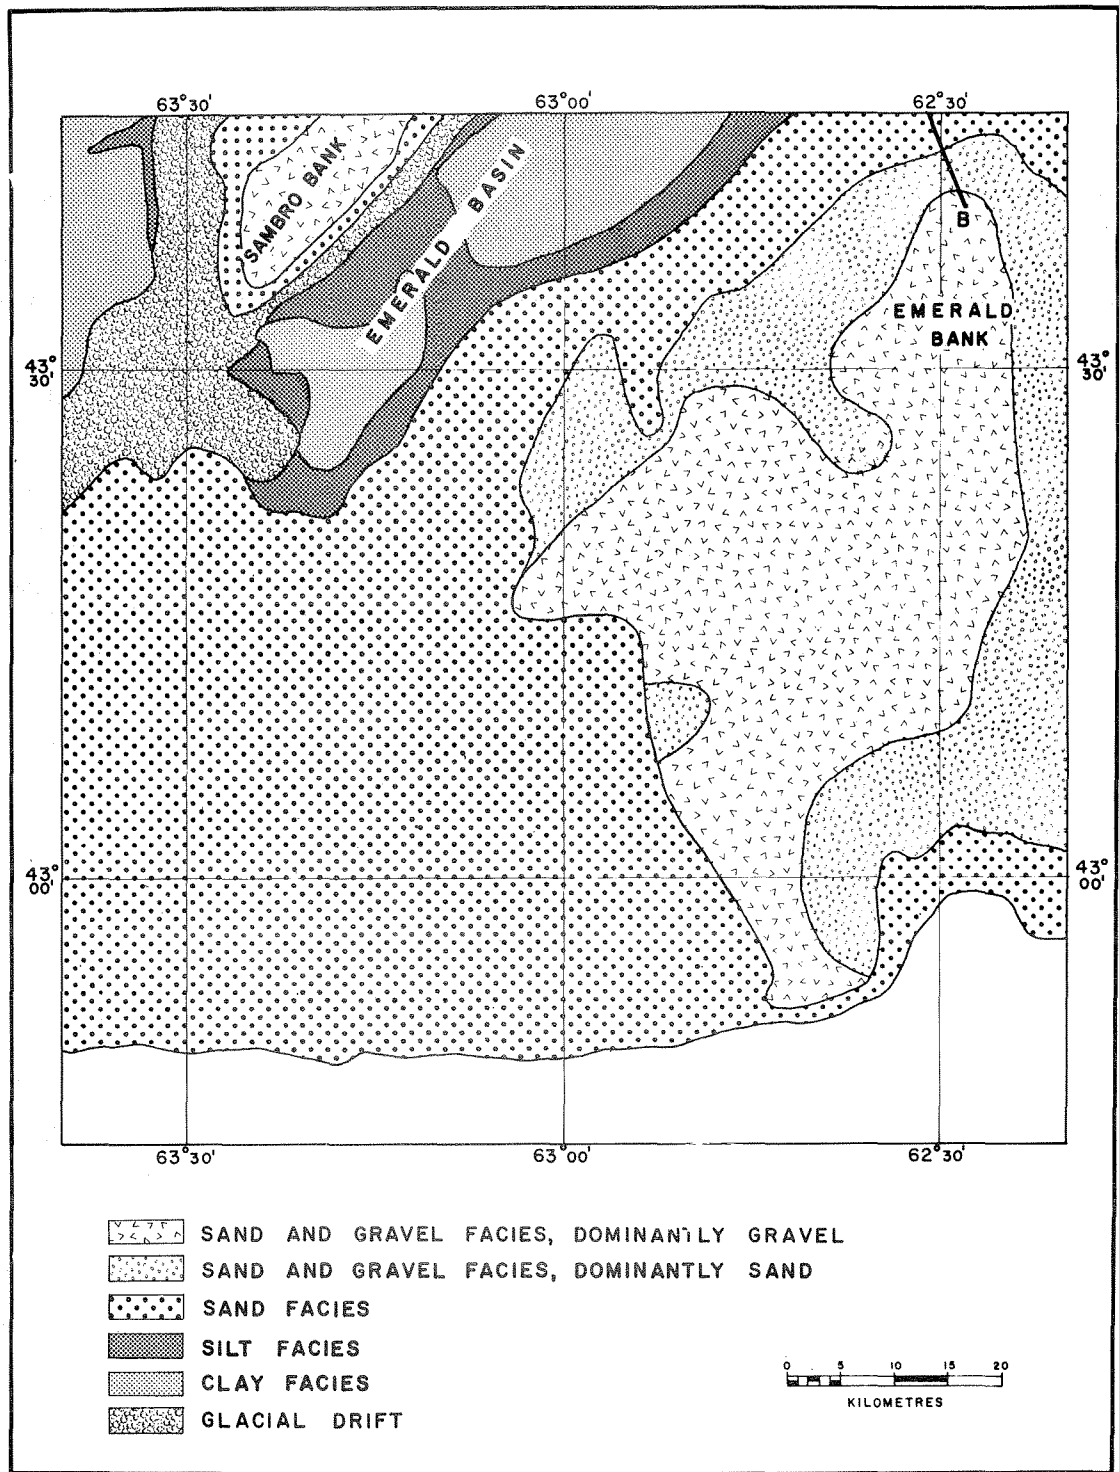 63°30' 63°00' 62°30'
SAMBRO BANK
EMERALD BASIN
B
EMERALD
BANK
43°
30'
43°
30'
43°
00'
43°
00'
63°30' 63°00' 62°30'
SAND AND GRAVEL FACIES, DOMINANTLY GRAVEL
SAND AND GRAVEL FACIES, DOMINANTLY SAND
SAND FACIES
SILT FACIES
CLAY FACIES
GLACIAL DRIFT
0 5 10 15 20
KILOMETRES